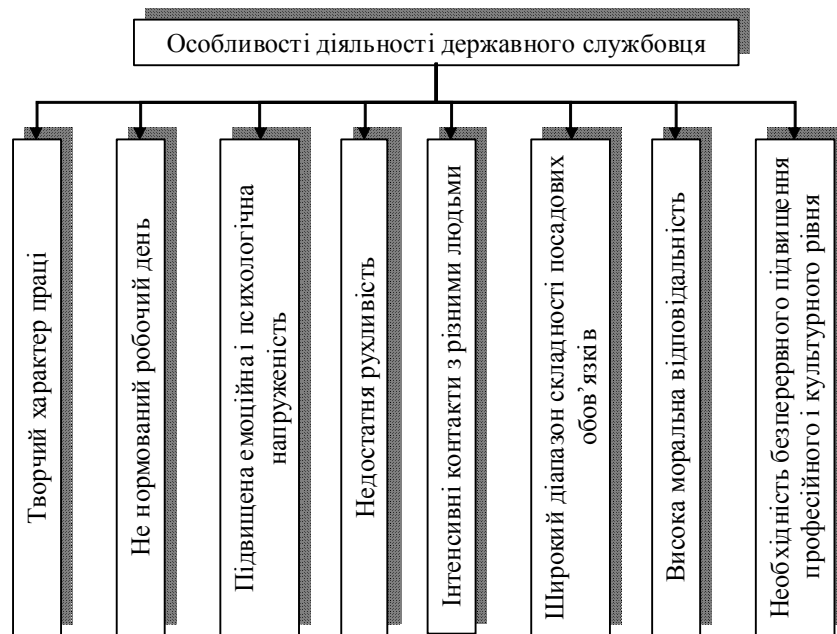 Особливості діяльності державного службовця
Творчий характер праці
Не нормований робочий день
Підвищена емоційна і психологічна
напруженість
Недостатня рухливість
Інтенсивні контакти з різними людьми
Широкий діапазон складності посадових
обов’язків
Висока моральна відповідальність
Необхідність безперервного підвищення
професійного і культурного рівня